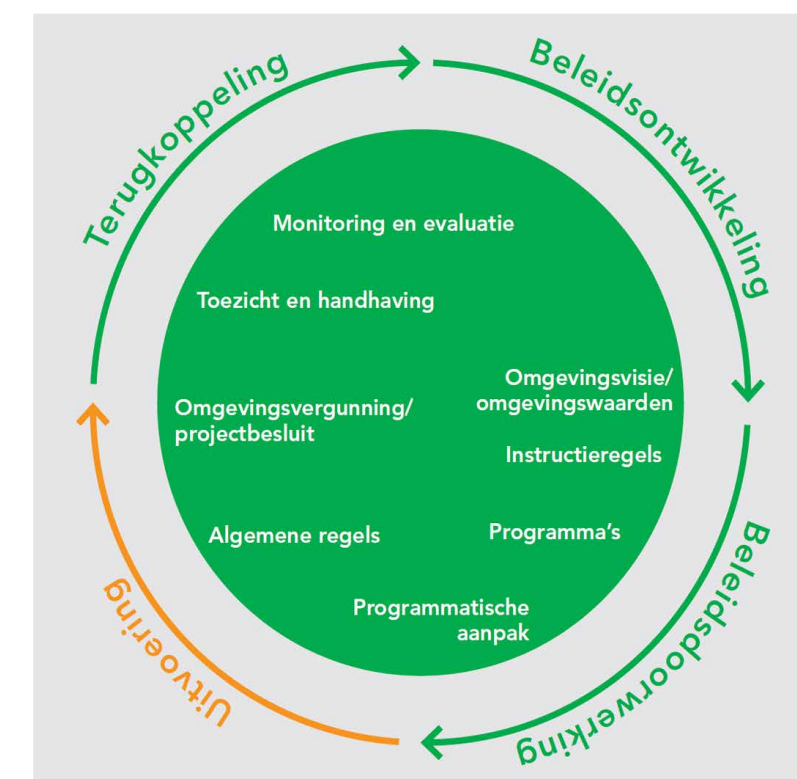 Terugkoppeling
Beleidsontwikkeling
Monitoring en evaluatie
Toezicht en handhaving
Omgevingsvisie/
omgevingswaarden
Omgevingsvergunning/
projectbesluit
Instructieregels
Algemene regels
Programma's
Programmatische
aanpak
Uitvoering
Beleidsdoorwerking